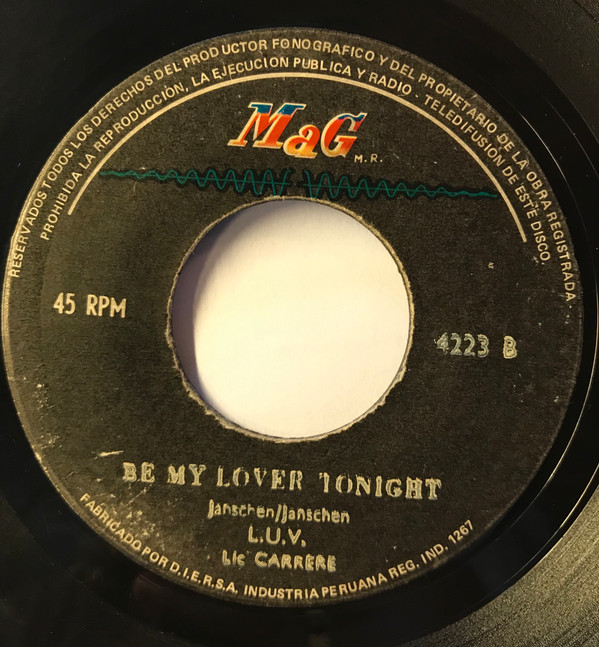 RESERVADOS TODOS LOS DERECHOS DEL PRODUCTOR FONOGRAFICO Y DEL PROPIETARIO DE LA OBRA REGISTRADA
PROHIBIDA LA REPRODUCCIÓN, LA EJECUCION PUBLICA Y RADIO - TELEDIFUSION DE ESTE DISCO.
MaG
M.R.
45 RPM
4223 B
BE MY LOVER TONIGHT
Janschen/Janschen
L.U.V.
Lic CARRERE
FABRICADO POR D.I.E.R.S.A. INDUSTRIA PERUANA REG. IND. 1267